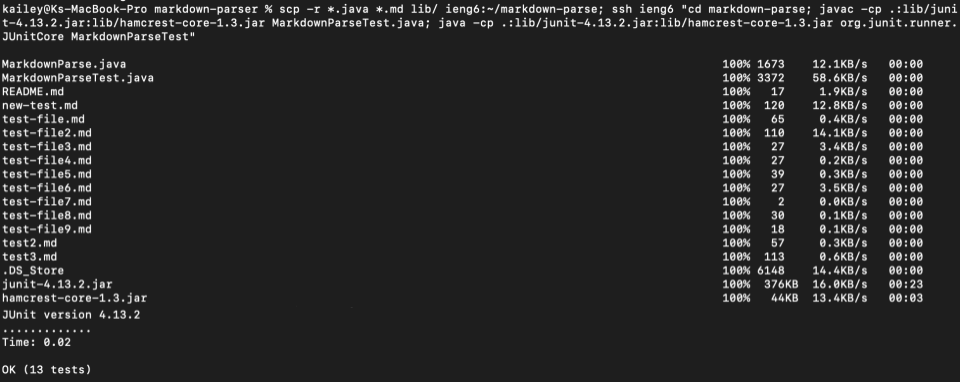 kailey@Ks-MacBook-Pro markdown-parser % scp -r *.java *.md lib/ ieng6:~/markdown-parse; ssh ieng6 "cd markdown-parse; javac -cp .:lib/juni
t-4.13.2.jar:lib/hamcrest-core-1.3.jar MarkdownParseTest.java; java -cp .:lib/junit-4.13.2.jar:lib/hamcrest-core-1.3.jar org.junit.runner.
JUnitCore MarkdownParseTest"
MarkdownParse.java 100% 1673 12.1KB/s 00:00
MarkdownParseTest.java 100% 3372 58.6KB/s 00:00
README.md 100% 17 1.9KB/s 00:00
new-test.md 100% 120 12.8KB/s 00:00
test-file.md 100% 65 0.4KB/s 00:00
test-file2.md 100% 110 14.1KB/s 00:00
test-file3.md 100% 27 3.4KB/s 00:00
test-file4.md 100% 27 0.2KB/s 00:00
test-file5.md 100% 39 0.3KB/s 00:00
test-file6.md 100% 27 3.5KB/s 00:00
test-file7.md 100% 2 0.0KB/s 00:00
test-file8.md 100% 30 0.1KB/s 00:00
test-file9.md 100% 18 0.1KB/s 00:00
test2.md 100% 57 0.3KB/s 00:00
test3.md 100% 113 0.6KB/s 00:00
.DS_Store 100% 6148 14.4KB/s 00:00
junit-4.13.2.jar 100% 376KB 16.0KB/s 00:23
hamcrest-core-1.3.jar 100% 44KB 13.4KB/s 00:03
JUnit version 4.13.2
.............
Time: 0.02
OK (13 tests)